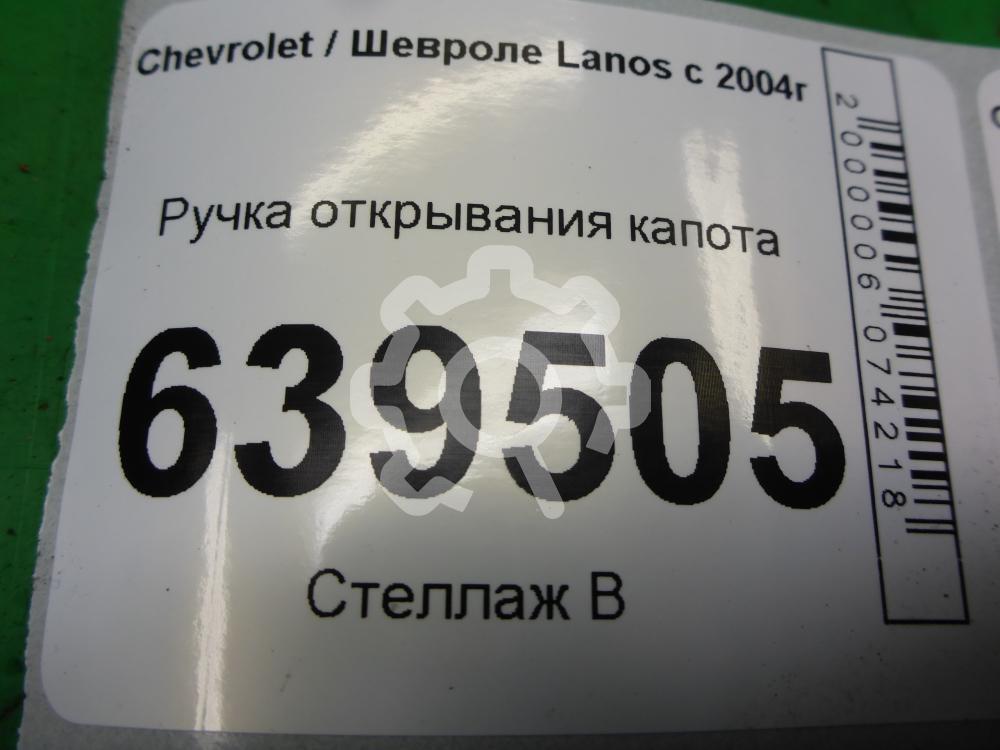 Chevrolet / Шевроле Lanos с 2004г
Ручка открывания капота
639505
Стеллаж В
2000006074218